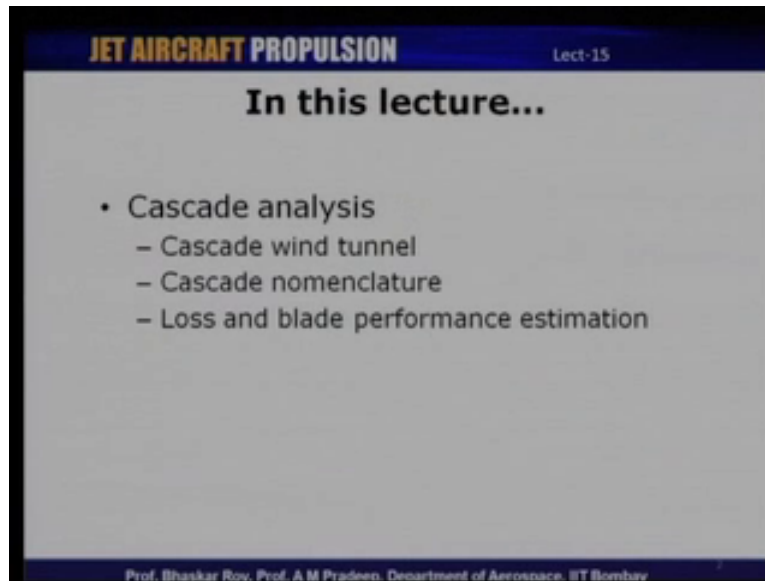 JET AIRCRAFT PROPULSION Lect-15
In this lecture...
• Cascade analysis
– Cascade wind tunnel
– Cascade nomenclature
– Loss and blade performance estimation
Prof. Bhaskar Roy, Prof. A M Pradeep, Department of Aerospace, IIT Bombay